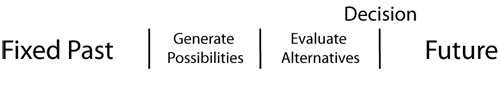 Decision
Fixed Past
Generate
Possibilities
Evaluate
Alternatives
Future